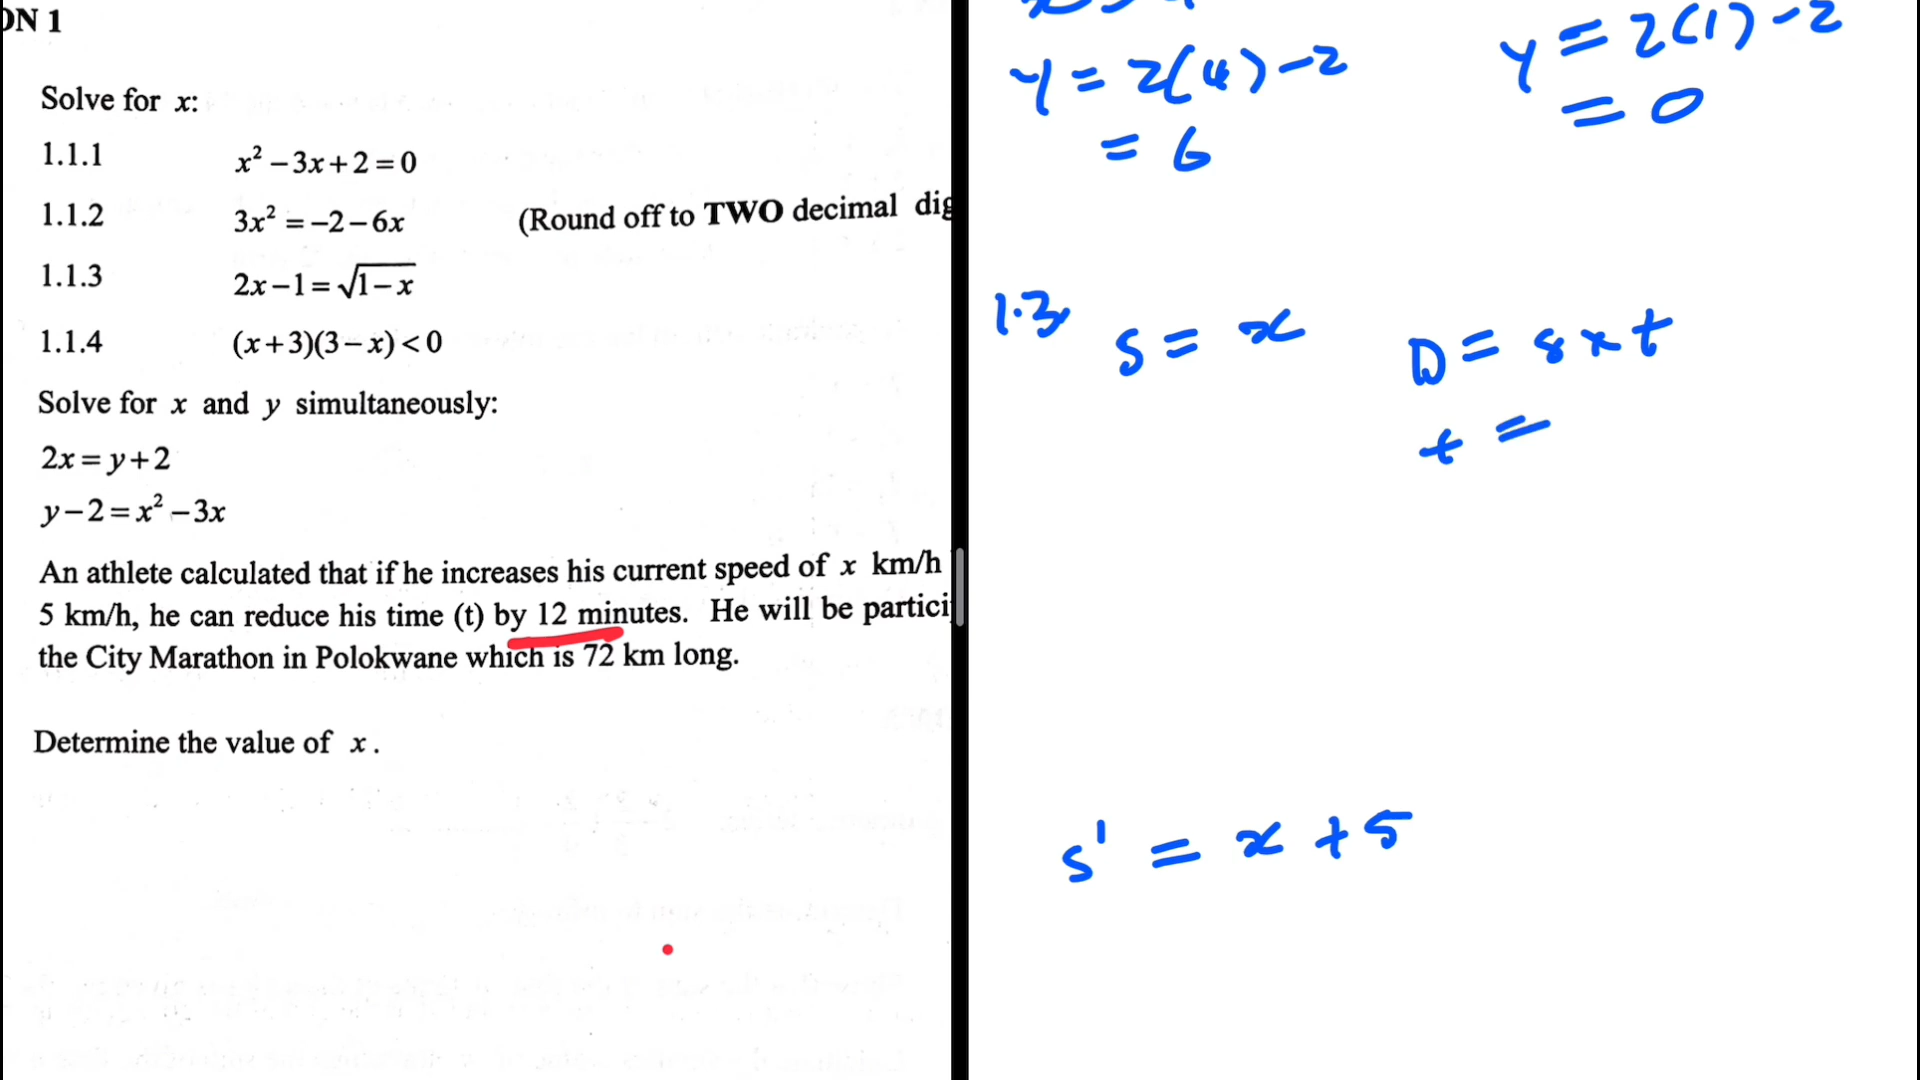 ON 1
Solve for x:
1.1.1 x² – 3x + 2 = 0
1.1.2 3x² = –2 – 6x (Round off to TWO decimal dig
1.1.3 2x – 1 = √(1 – x)
1.1.4 (x + 3)(3 – x) < 0
Solve for x and y simultaneously:
2x = y + 2
y – 2 = x² – 3x
An athlete calculated that if he increases his current speed of x km/h
5 km/h, he can reduce his time (t) by 12 minutes. He will be partici
the City Marathon in Polokwane which is 72 km long.
Determine the value of x.
y = 2(4) – 2
= 6
y = 2(1) – 2
= 0
1.3 s = x D = s × t
t =
s' = x + 5